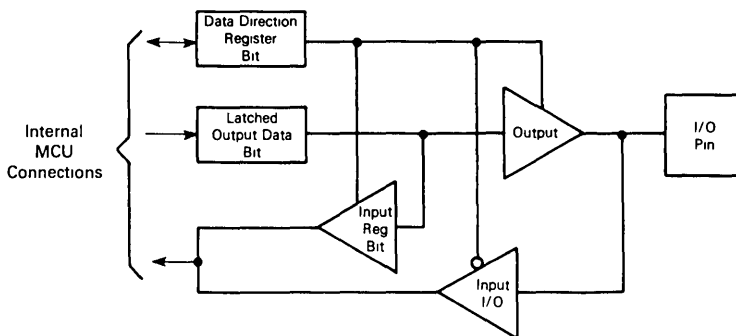 Data Direction
Register
Bit
Internal
MCU
Connections
Latched
Output Data
Bit
Output
I/O
Pin
Input
Reg
Bit
Input
I/O